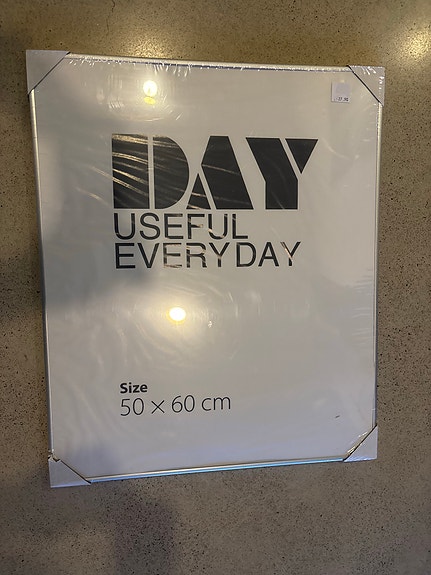 DAY
USEFUL
EVERYDAY
Size
50 × 60 cm